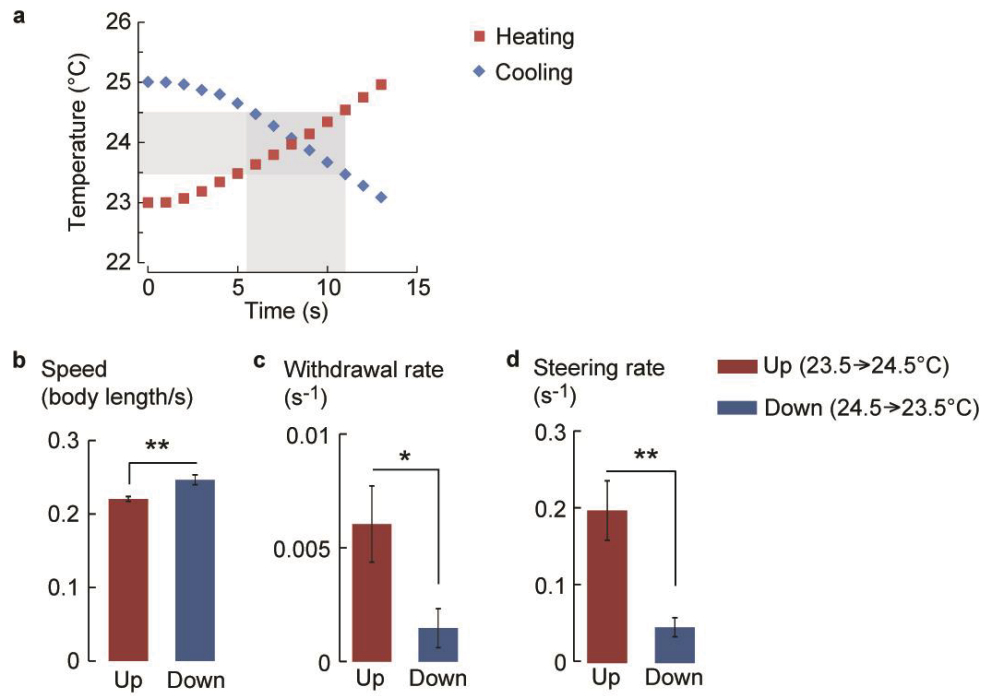 a
26
25
24
23
22
Temperature (°C)
0 5 10 15
Time (s)
Heating
Cooling
b Speed
(body length/s)
0.3
0.2
0.1
0
**
Up Down
c Withdrawal rate
(s-1)
0.01
0.005
0
*
Up Down
d Steering rate
(s-1)
0.3
0.2
0.1
0
**
Up Down
Up (23.5→24.5°C)
Down (24.5→23.5°C)